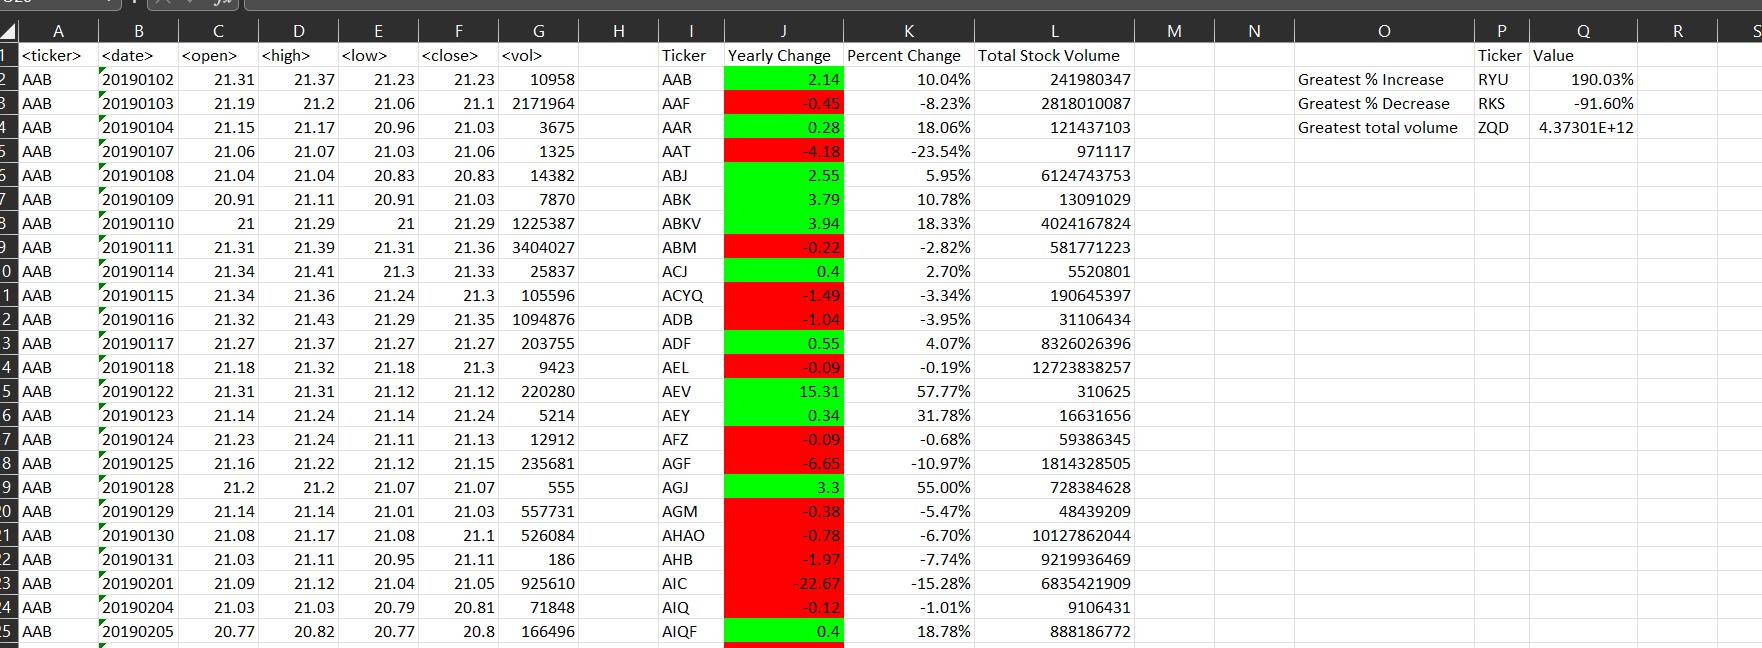 fx
A B C D E F G H I J K L M N O P Q R S
1 <ticker> <date> <open> <high> <low> <close> <vol> Ticker Yearly Change Percent Change Total Stock Volume Ticker Value
2 AAB 20190102 21.31 21.37 21.23 21.23 10958 AAB 2.14 10.04% 241980347 Greatest % Increase RYU 190.03%
3 AAB 20190103 21.19 21.2 21.06 21.1 2171964 AAF -0.45 -8.23% 2818010087 Greatest % Decrease RKS -91.60%
4 AAB 20190104 21.15 21.17 20.96 21.03 3675 AAR 0.28 18.06% 121437103 Greatest total volume ZQD 4.37301E+12
5 AAB 20190107 21.06 21.07 21.03 21.06 1325 AAT -4.18 -23.54% 971117
6 AAB 20190108 21.04 21.04 20.83 20.83 14382 ABJ 2.55 5.95% 6124743753
7 AAB 20190109 20.91 21.11 20.91 21.03 7870 ABK 3.79 10.78% 13091029
8 AAB 20190110 21 21.29 21 21.29 1225387 ABKV 3.94 18.33% 4024167824
9 AAB 20190111 21.31 21.39 21.31 21.36 3404027 ABM -0.22 -2.82% 581771223
0 AAB 20190114 21.34 21.41 21.3 21.33 25837 ACJ 0.4 2.70% 5520801
1 AAB 20190115 21.34 21.36 21.24 21.3 105596 ACYQ -1.49 -3.34% 190645397
2 AAB 20190116 21.32 21.43 21.29 21.35 1094876 ADB -1.04 -3.95% 31106434
3 AAB 20190117 21.27 21.37 21.27 21.27 203755 ADF 0.55 4.07% 8326026396
4 AAB 20190118 21.18 21.32 21.18 21.3 9423 AEL -0.09 -0.19% 12723838257
5 AAB 20190122 21.31 21.31 21.12 21.12 220280 AEV 15.31 57.77% 310625
6 AAB 20190123 21.14 21.24 21.14 21.24 5214 AEY 0.34 31.78% 16631656
7 AAB 20190124 21.23 21.24 21.11 21.13 12912 AFZ -0.09 -0.68% 59386345
8 AAB 20190125 21.16 21.22 21.12 21.15 235681 AGF -6.65 -10.97% 1814328505
9 AAB 20190128 21.2 21.2 21.07 21.07 555 AGJ 3.3 55.00% 728384628
20 AAB 20190129 21.14 21.14 21.01 21.03 557731 AGM -0.38 -5.47% 48439209
21 AAB 20190130 21.08 21.17 21.08 21.1 526084 AHAO -0.78 -6.70% 10127862044
22 AAB 20190131 21.03 21.11 20.95 21.11 186 AHB -1.97 -7.74% 9219936469
23 AAB 20190201 21.09 21.12 21.04 21.05 925610 AIC -22.67 -15.28% 6835421909
24 AAB 20190204 21.03 21.03 20.79 20.81 71848 AIQ -0.12 -1.01% 9106431
25 AAB 20190205 20.77 20.82 20.77 20.8 166496 AIQF 0.4 18.78% 888186772